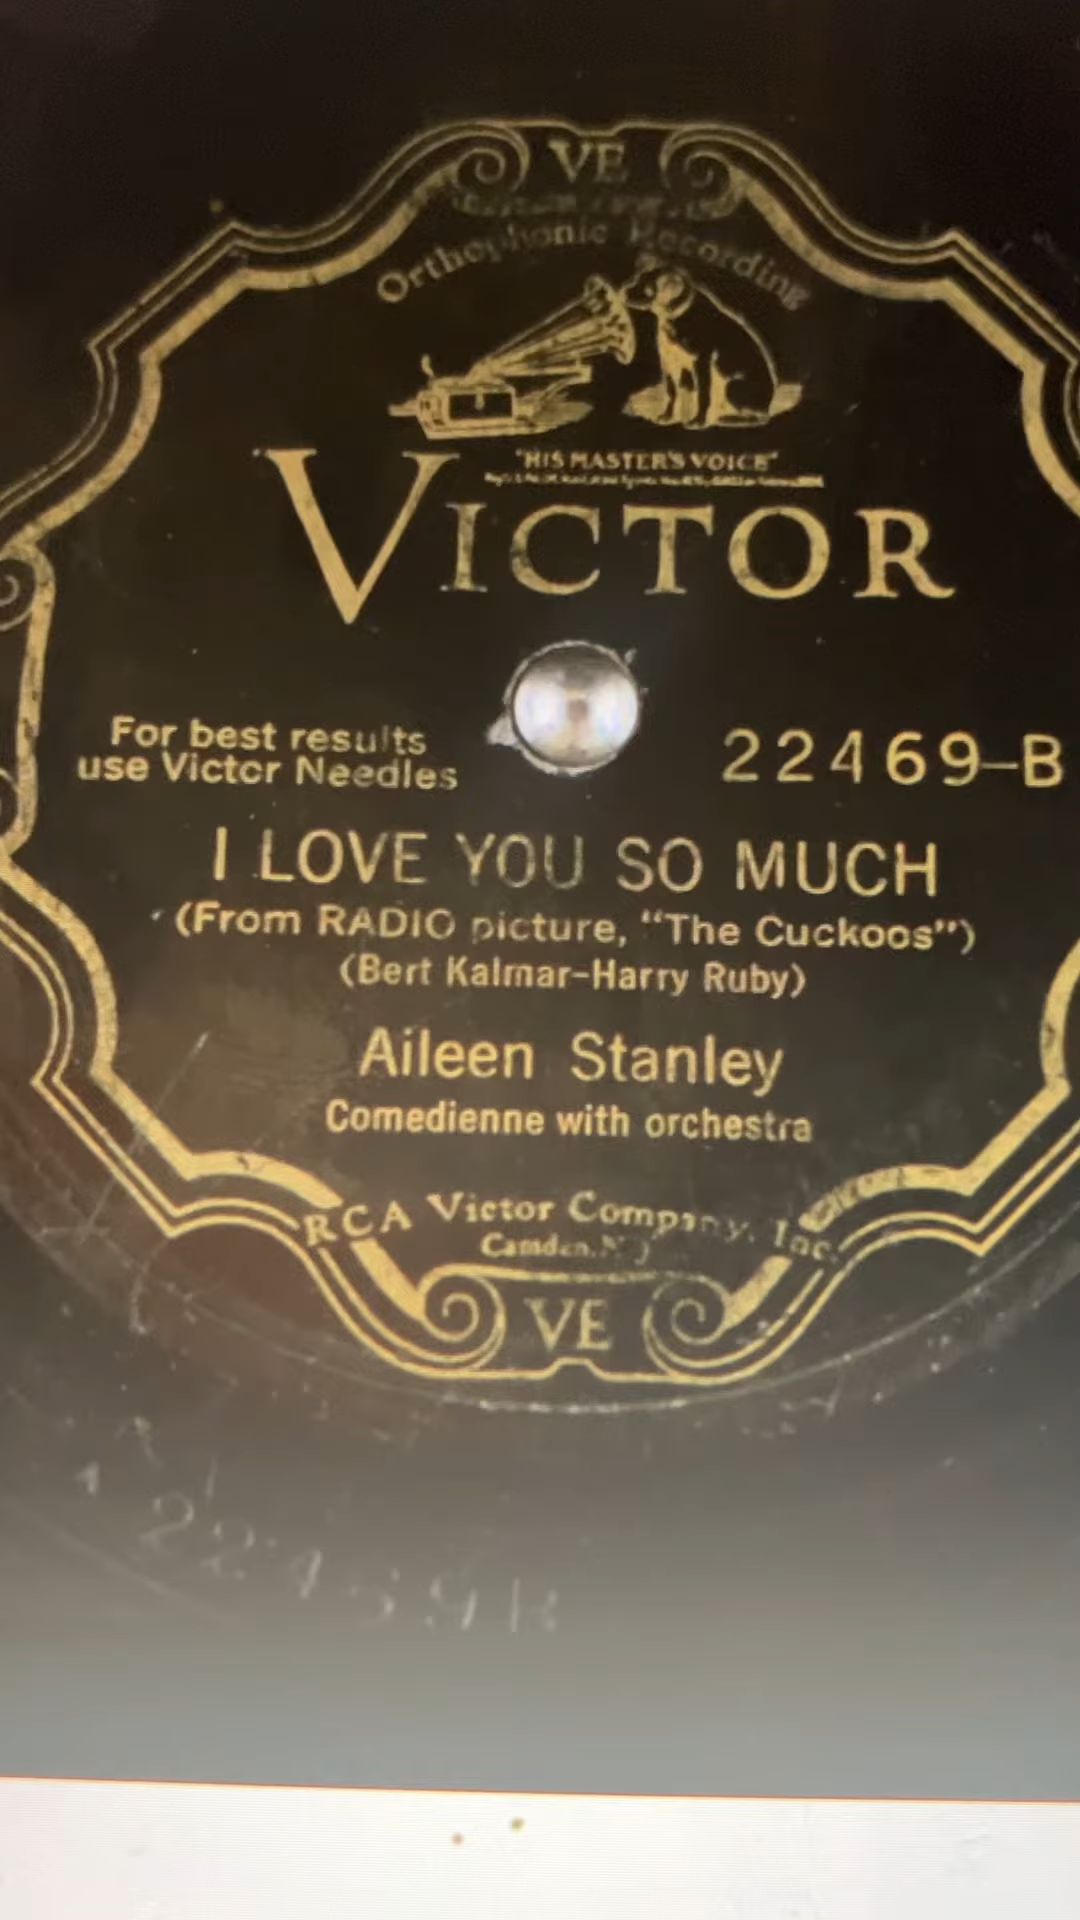 VE
Orthophonic Recording
"HIS MASTER'S VOICE"
VICTOR
For best results
use Victor Needles
22469-B
I LOVE YOU SO MUCH
(From RADIO picture, "The Cuckoos")
(Bert Kalmar-Harry Ruby)
Aileen Stanley
Comedienne with orchestra
RCA Victor Company, Inc.
Camden, N.J.
VE